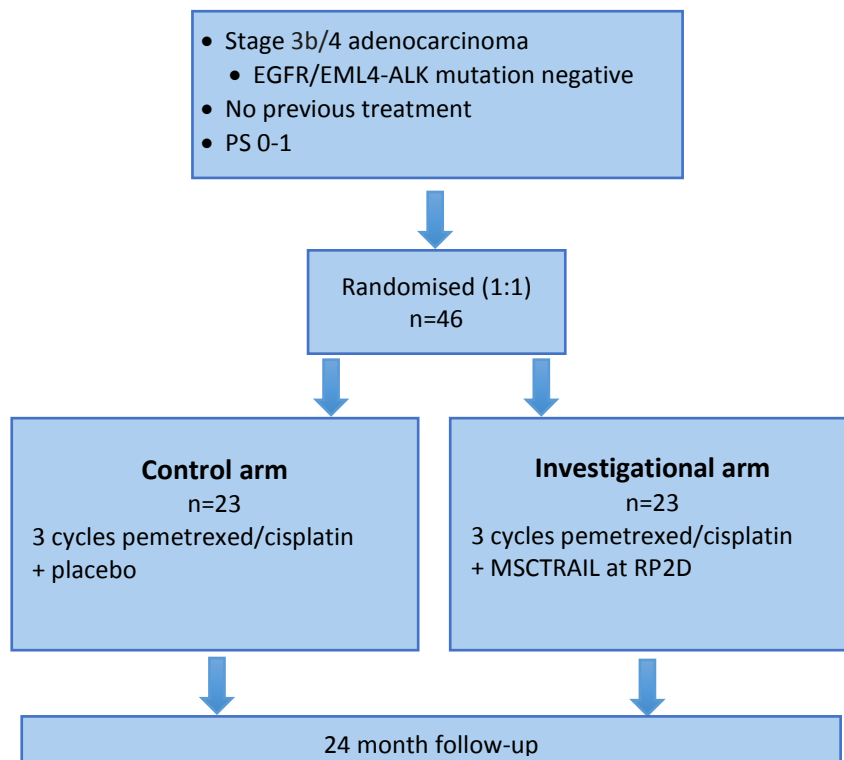 • Stage 3b/4 adenocarcinoma
• EGFR/EML4-ALK mutation negative
• No previous treatment
• PS 0-1
Randomised (1:1)
n=46
Control arm
n=23
3 cycles pemetrexed/cisplatin
+ placebo
Investigational arm
n=23
3 cycles pemetrexed/cisplatin
+ MSCTRAIL at RP2D
24 month follow-up